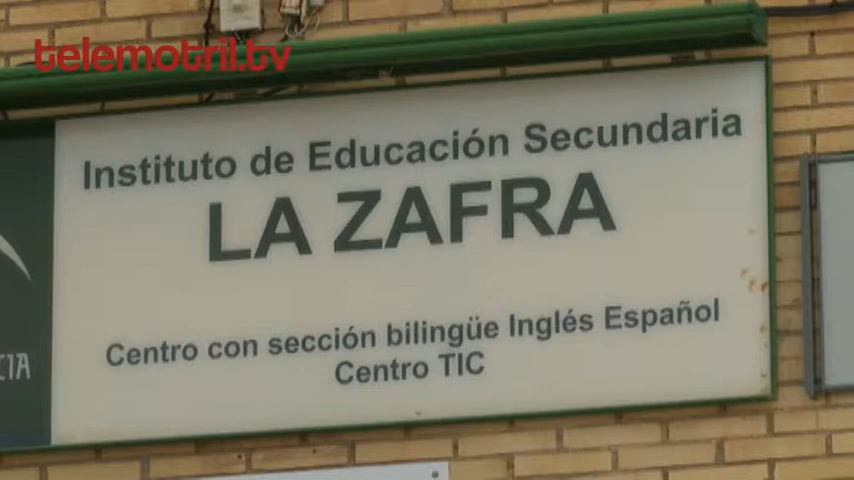 telemotril.tv
Instituto de Educación Secundaria
LA ZAFRA
Centro con sección bilingüe Inglés Español
Centro TIC